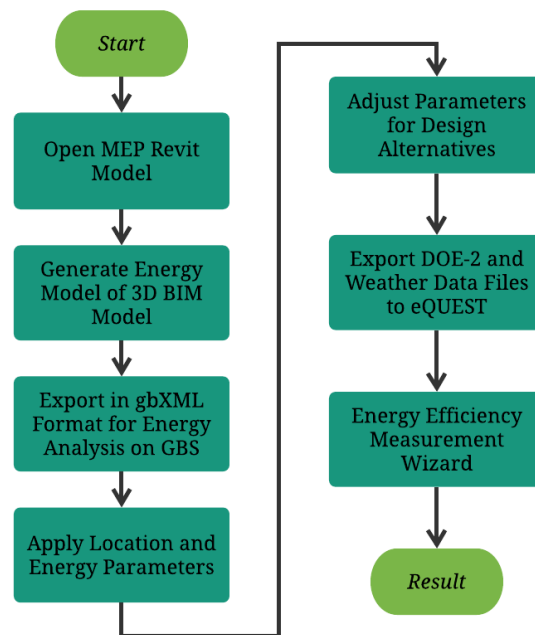 Start
Open MEP Revit
Model
Generate Energy
Model of 3D BIM
Model
Export in gbXML
Format for Energy
Analysis on GBS
Apply Location and
Energy Parameters
Adjust Parameters
for Design
Alternatives
Export DOE-2 and
Weather Data Files
to eQUEST
Energy Efficiency
Measurement
Wizard
Result